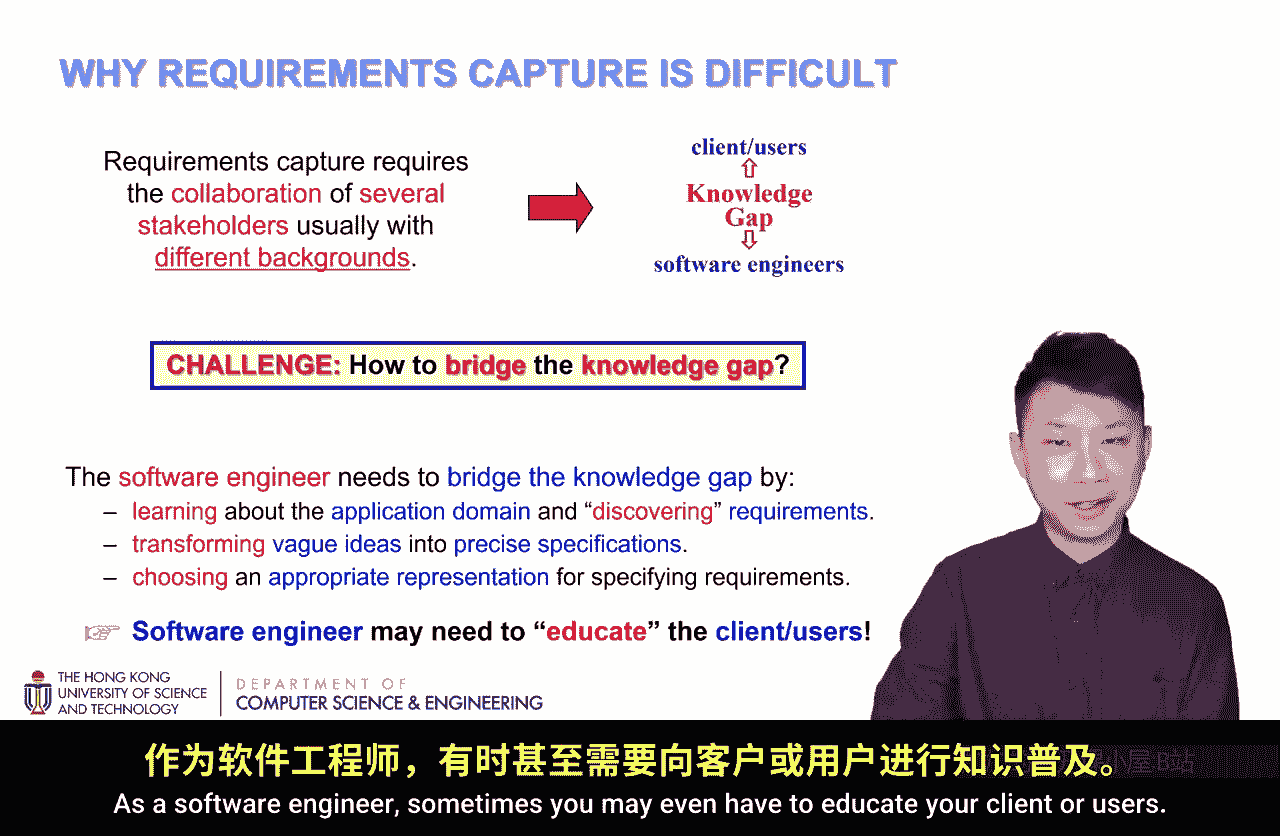 WHY REQUIREMENTS CAPTURE IS DIFFICULT
Requirements capture requires
the collaboration of several
stakeholders usually with
different backgrounds.
client/users
Knowledge
Gap
software engineers
CHALLENGE: How to bridge the knowledge gap?
The software engineer needs to bridge the knowledge gap by:
– learning about the application domain and “discovering” requirements.
– transforming vague ideas into precise specifications.
– choosing an appropriate representation for specifying requirements.
☞ Software engineer may need to “educate” the client/users!
THE HONG KONG
UNIVERSITY OF SCIENCE
AND TECHNOLOGY
DEPARTMENT OF
COMPUTER SCIENCE & ENGINEERING
作为软件工程师，有时甚至需要向客户或用户进行知识普及。
小屋 B站
As a software engineer, sometimes you may even have to educate your client or users.